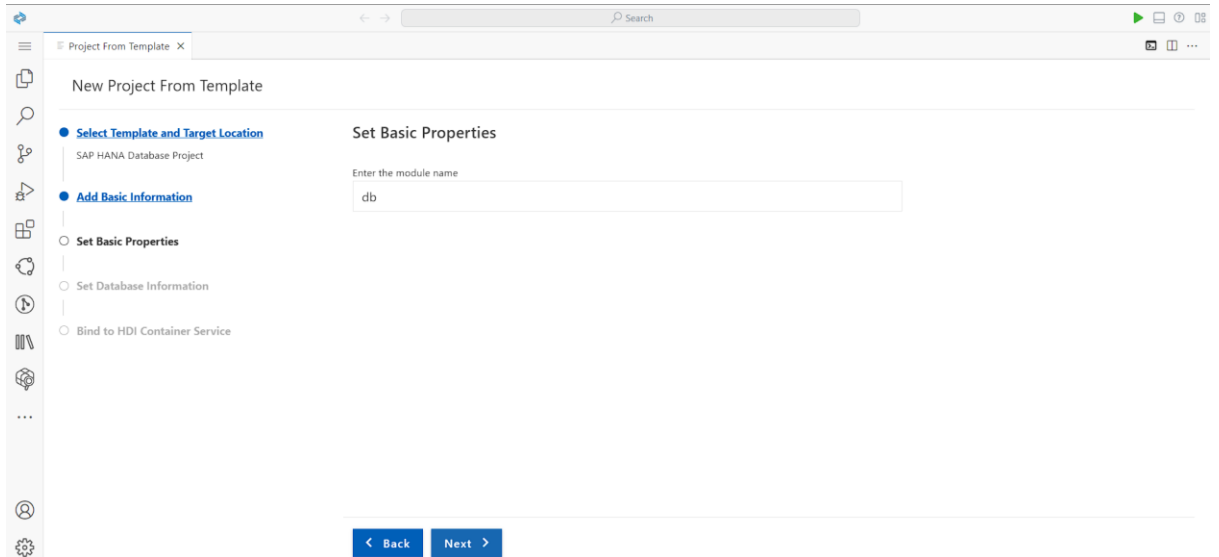 Search
Project From Template
New Project From Template
Select Template and Target Location
SAP HANA Database Project
Add Basic Information
Set Basic Properties
Set Database Information
Bind to HDI Container Service
Set Basic Properties
Enter the module name
db
Back
Next